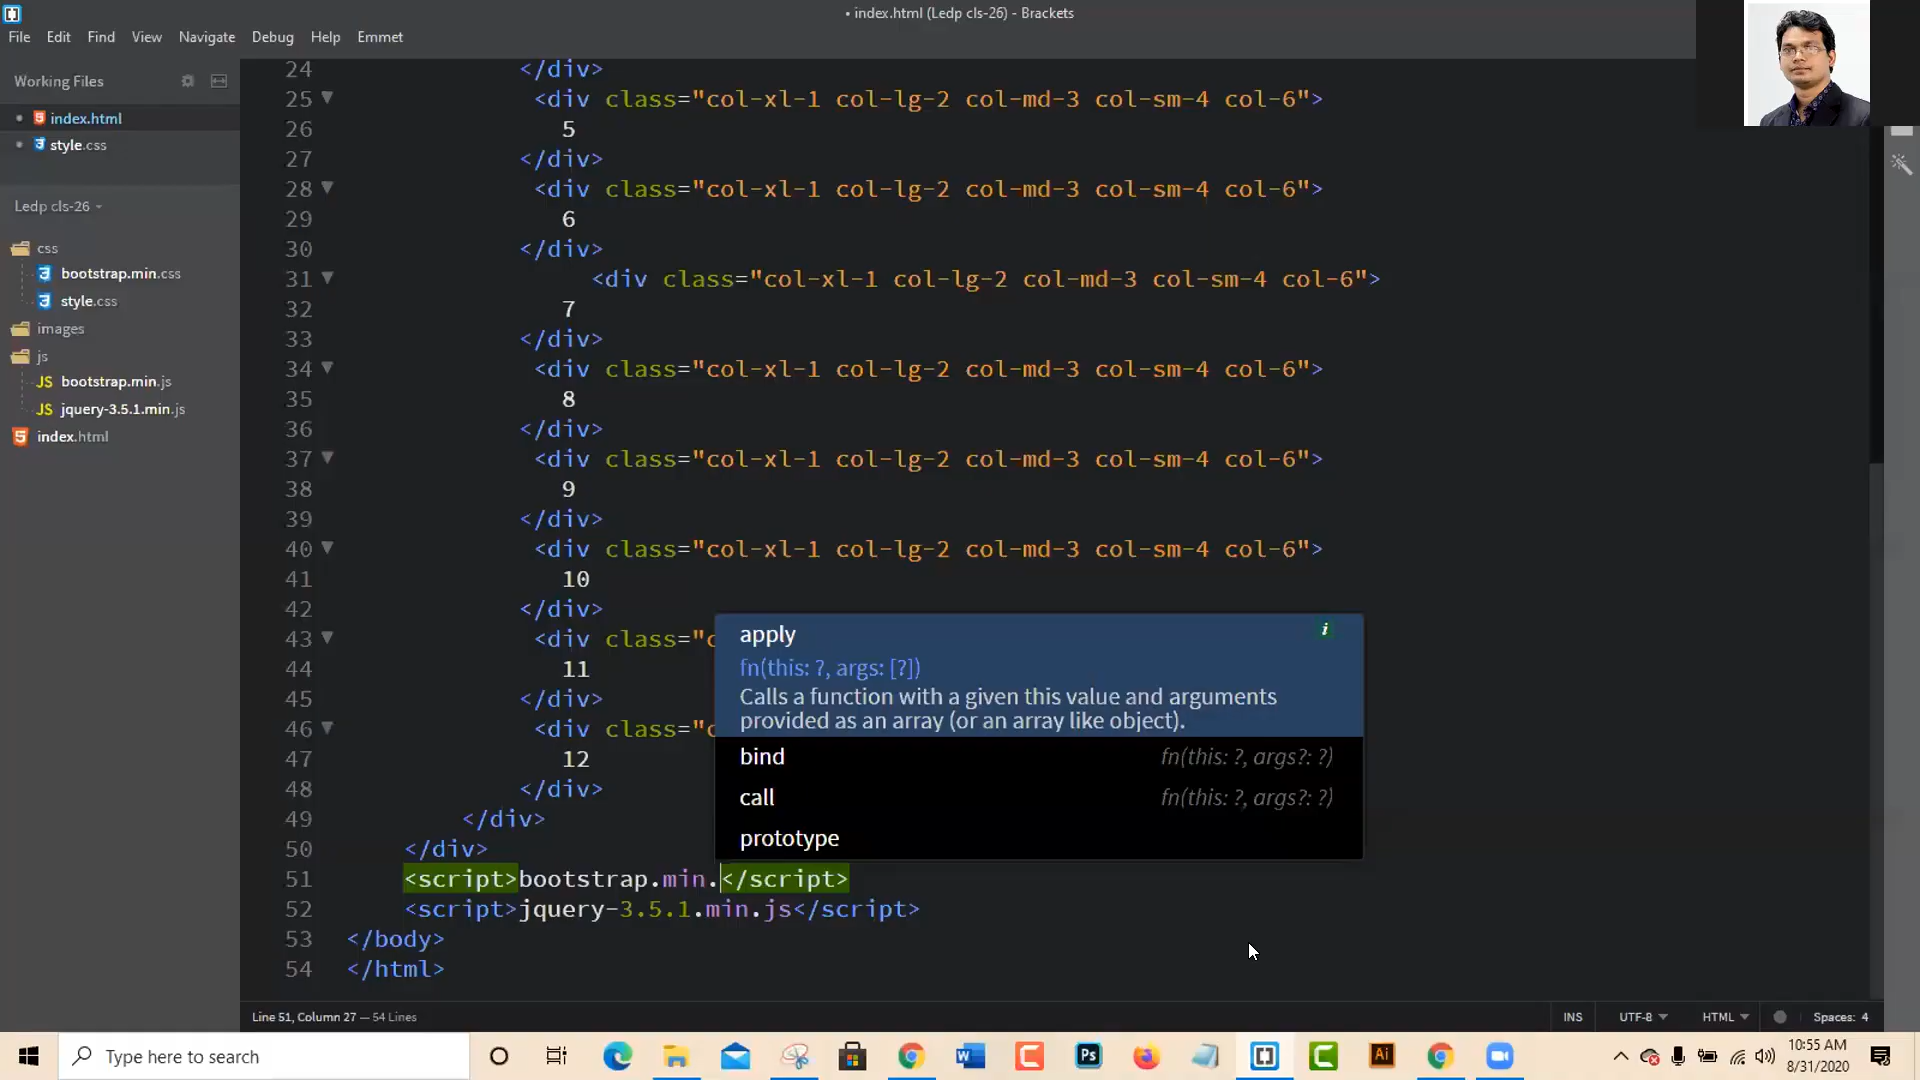 • index.html (Ledp cls-26) - Brackets
File Edit Find View Navigate Debug Help Emmet
Working Files
index.html
style.css
Ledp cls-26
css
bootstrap.min.css
style.css
images
js
JS bootstrap.min.js
JS jquery-3.5.1.min.js
index.html
24 </div>
25 <div class="col-xl-1 col-lg-2 col-md-3 col-sm-4 col-6">
26 5
27 </div>
28 <div class="col-xl-1 col-lg-2 col-md-3 col-sm-4 col-6">
29 6
30 </div>
31 <div class="col-xl-1 col-lg-2 col-md-3 col-sm-4 col-6">
32 7
33 </div>
34 <div class="col-xl-1 col-lg-2 col-md-3 col-sm-4 col-6">
35 8
36 </div>
37 <div class="col-xl-1 col-lg-2 col-md-3 col-sm-4 col-6">
38 9
39 </div>
40 <div class="col-xl-1 col-lg-2 col-md-3 col-sm-4 col-6">
41 10
42 </div>
43 <div class="c
44 11
45 </div>
46 <div class="c
47 12
48 </div>
49 </div>
50 </div>
51 <script>bootstrap.min.</script>
52 <script>jquery-3.5.1.min.js</script>
53 </body>
54 </html>
apply i
fn(this: ?, args: [?])
Calls a function with a given this value and arguments
provided as an array (or an array like object).
bind fn(this: ?, args?: ?)
call fn(this: ?, args?: ?)
prototype
Line 51, Column 27 — 54 Lines
INS UTF-8 HTML Spaces: 4
Type here to search
W
Ps
Ai
10:55 AM
8/31/2020